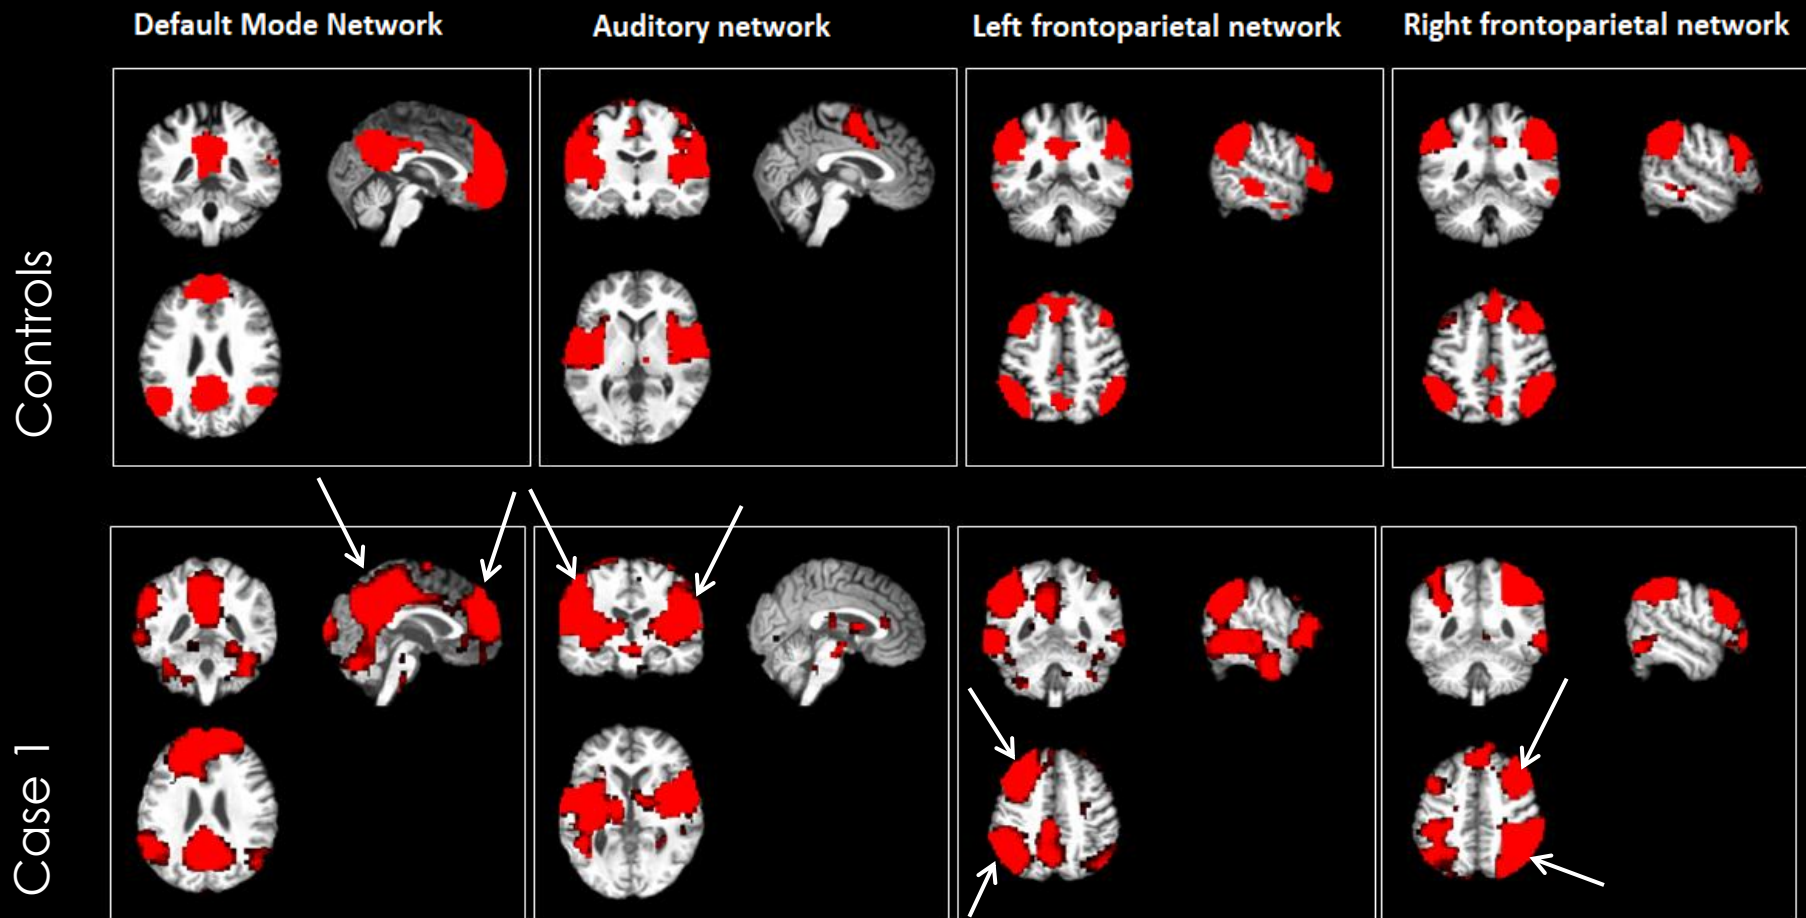 Default Mode Network
Auditory network
Left frontoparietal network
Right frontoparietal network
Controls
Case 1